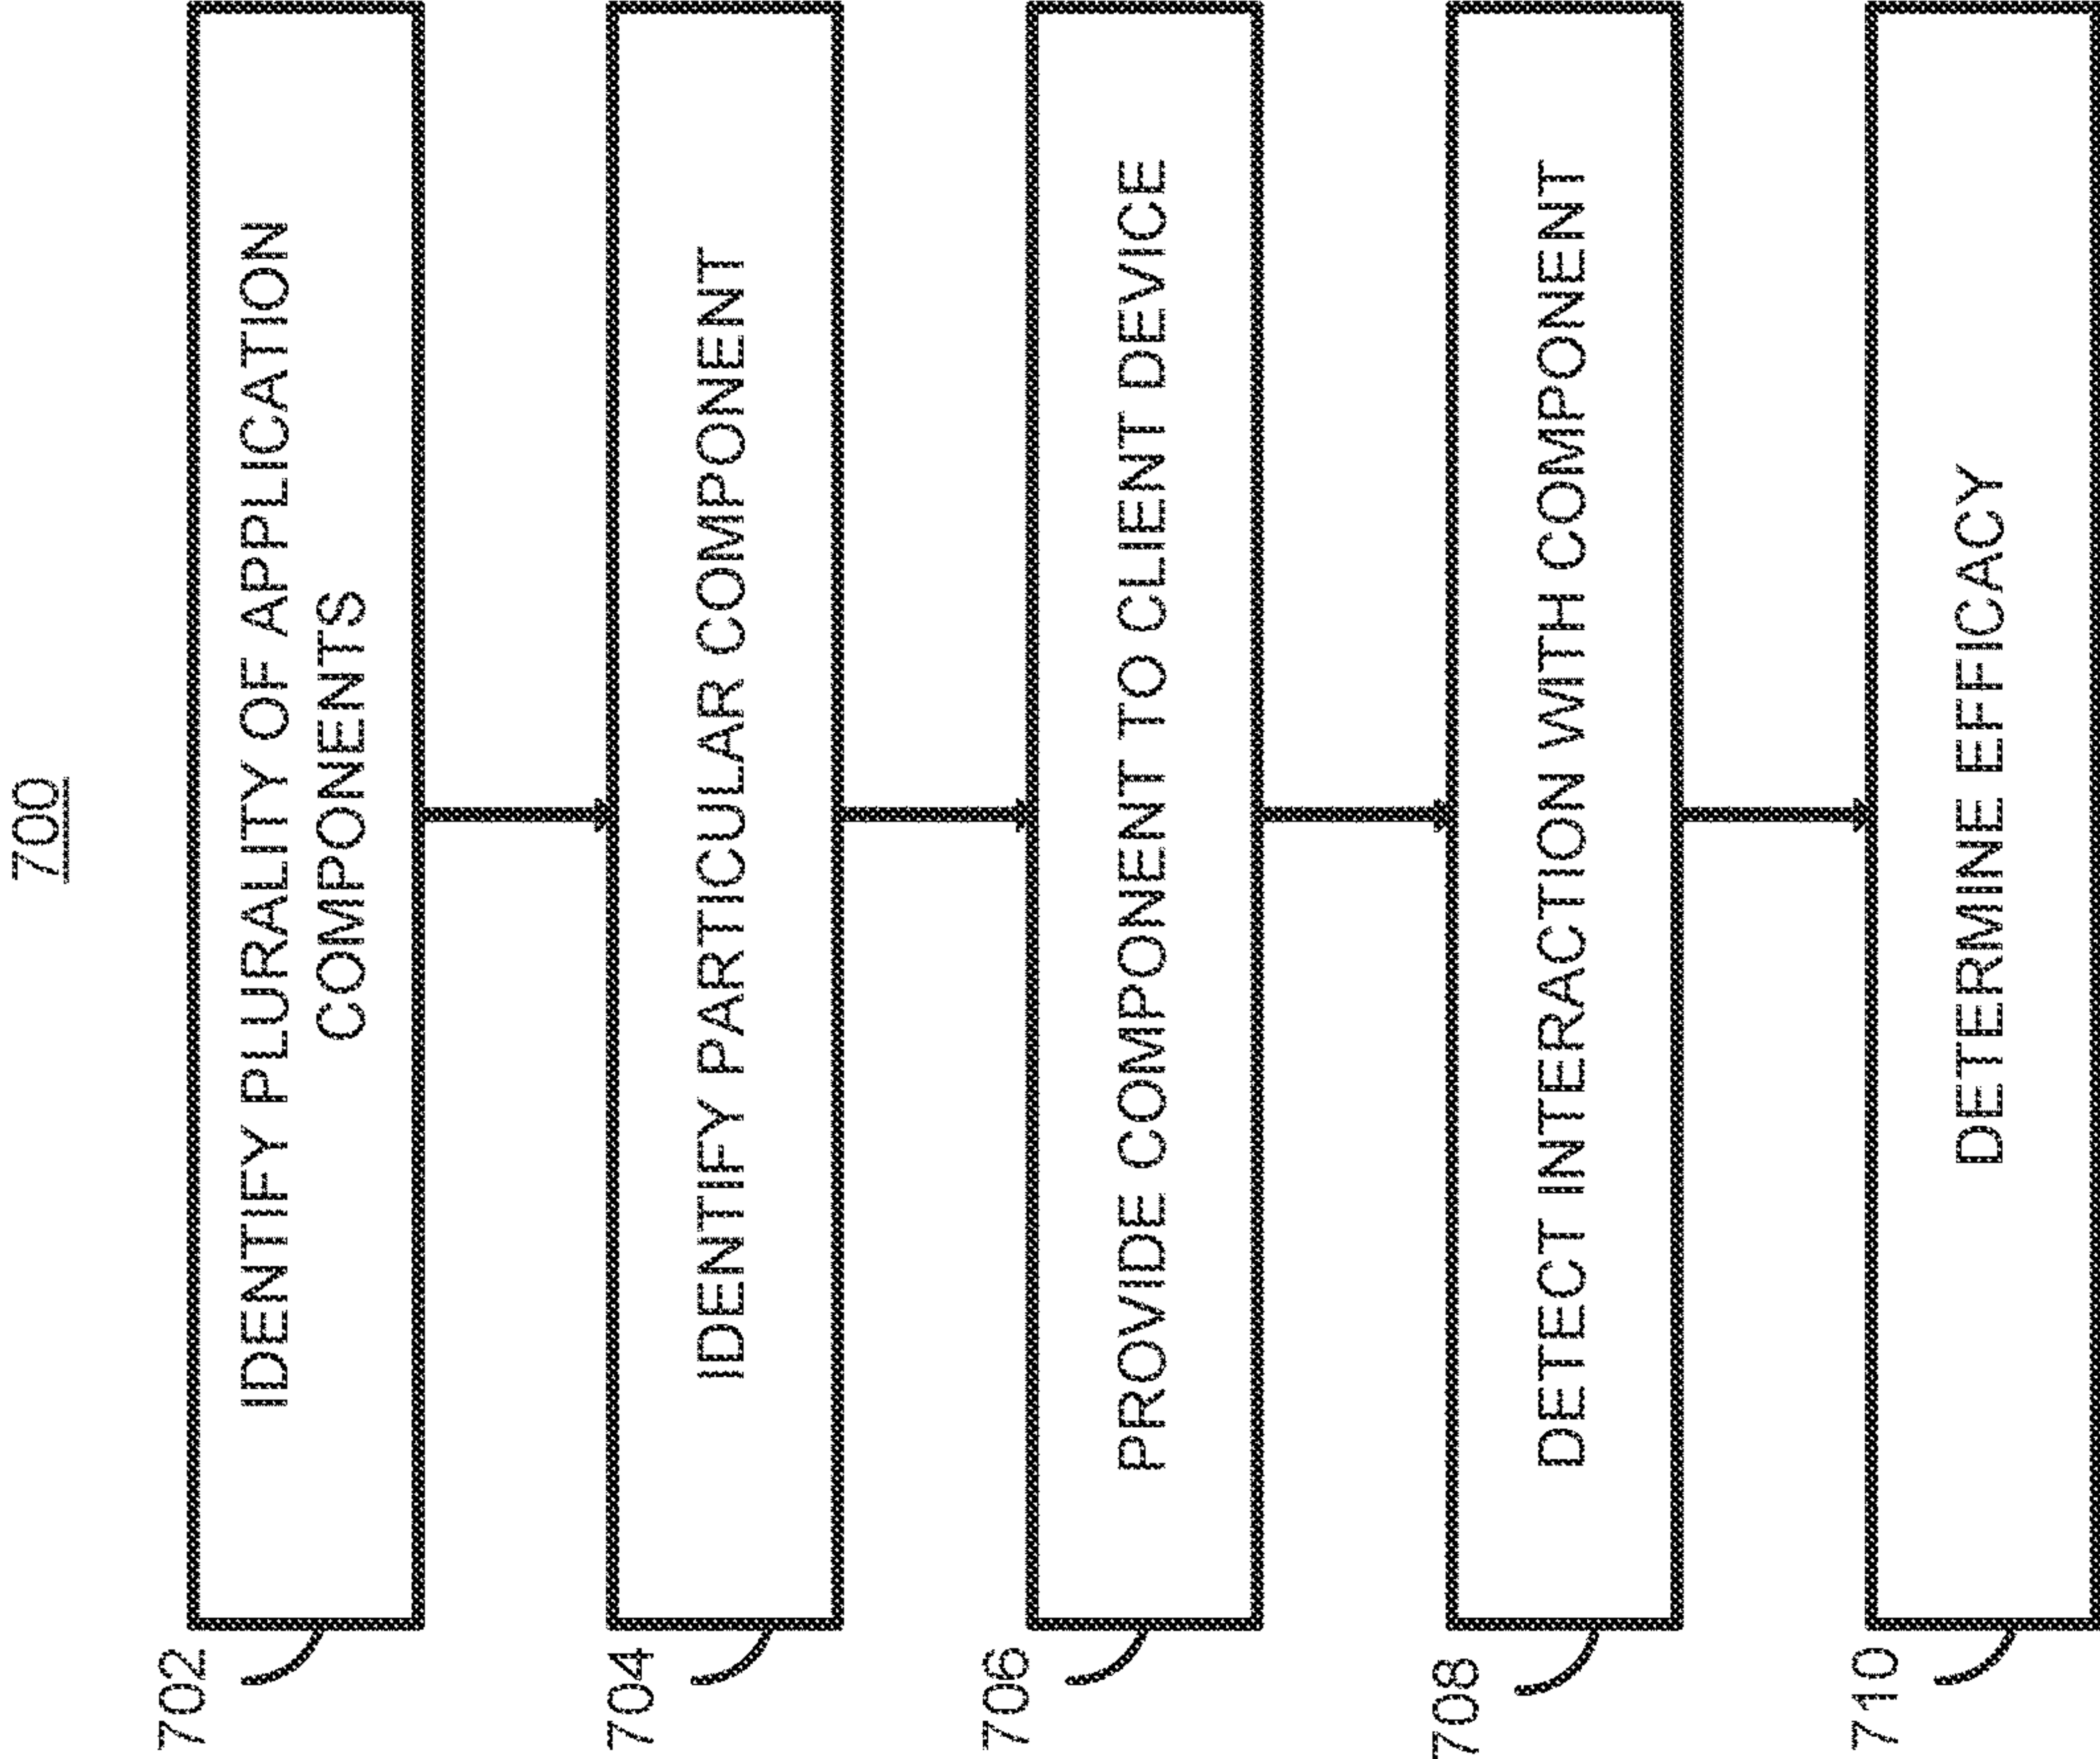 700
702
IDENTIFY PLURALITY OF APPLICATION
COMPONENTS
704
IDENTIFY PARTICULAR COMPONENT
706
PROVIDE COMPONENT TO CLIENT DEVICE
708
DETECT INTERACTION WITH COMPONENT
710
DETERMINE EFFICACY